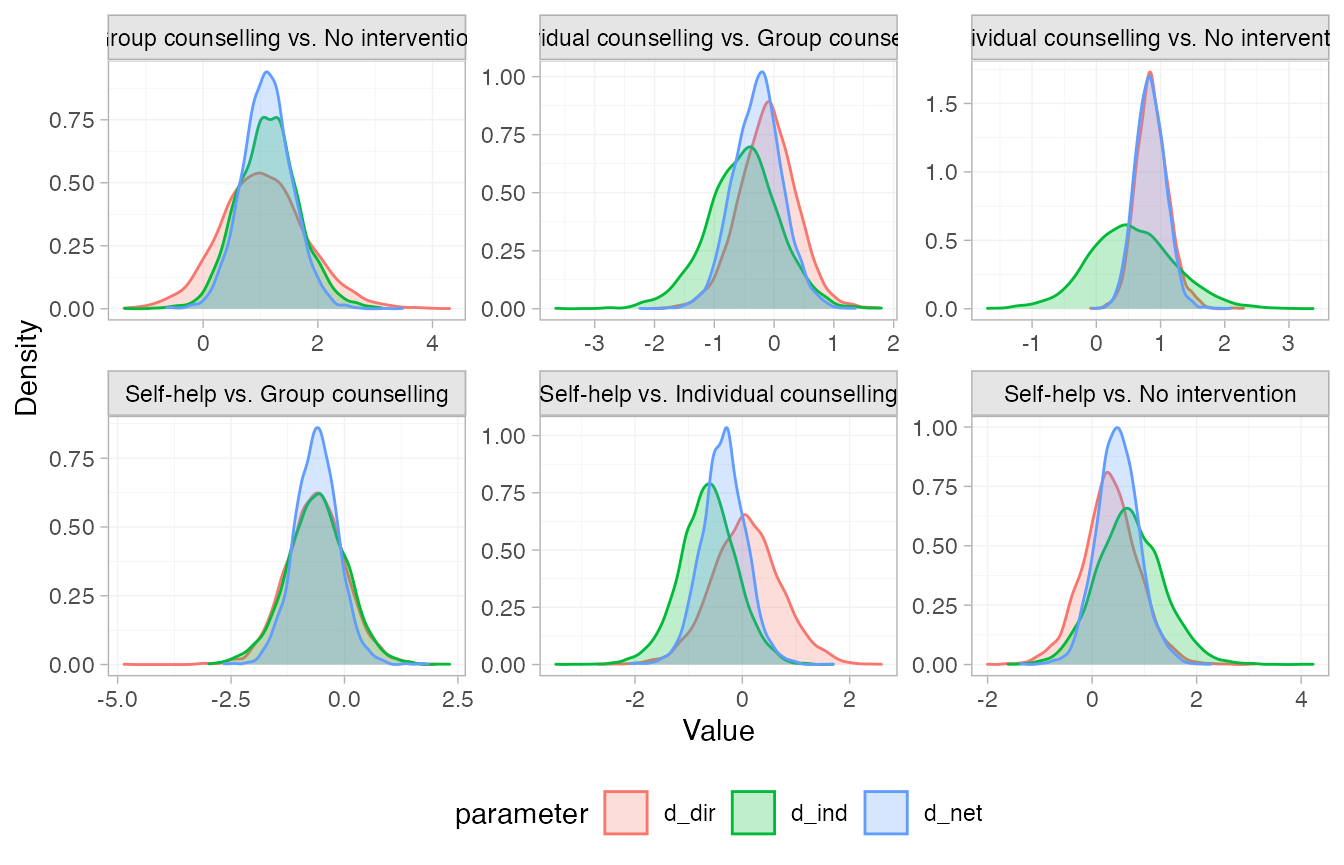 Group counselling vs. No interventio
vidual counselling vs. Group counse
ividual counselling vs. No intervent
0.75
0.50
0.25
0.00
0 2 4
1.00
0.75
0.50
0.25
0.00
-3 -2 -1 0 1 2
1.5
1.0
0.5
0.0
-1 0 1 2 3
Self-help vs. Group counselling
Self-help vs. Individual counselling
Self-help vs. No intervention
0.75
0.50
0.25
0.00
-5.0 -2.5 0.0 2.5
1.00
0.75
0.50
0.25
0.00
-2 0 2
1.00
0.75
0.50
0.25
0.00
-2 0 2 4
Density
Value
parameter d_dir d_ind d_net